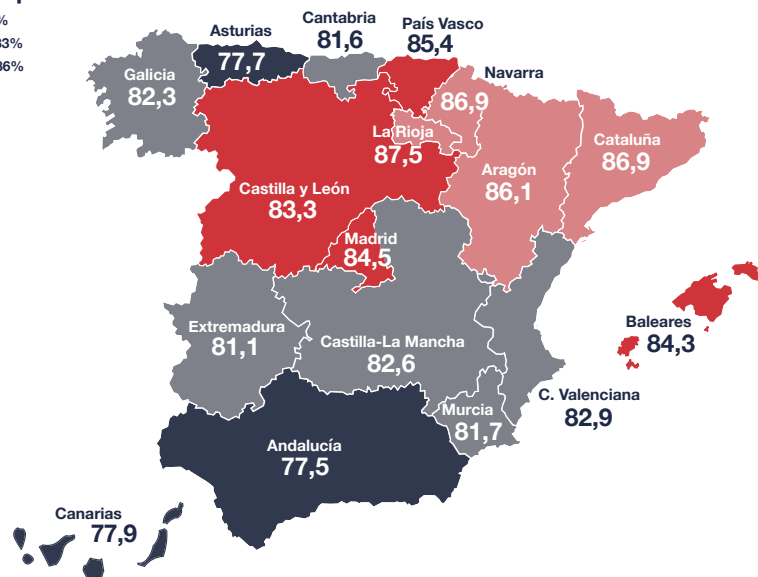 %
Asturias
77,7
Cantabria
81,6
País Vasco
85,4
Navarra
86,9
Galicia
82,3
La Rioja
87,5
Cataluña
86,9
Aragón
86,1
Castilla y León
83,3
Madrid
84,5
Baleares
84,3
Extremadura
81,1
Castilla-La Mancha
82,6
C. Valenciana
82,9
Murcia
81,7
Andalucía
77,5
Canarias
77,9